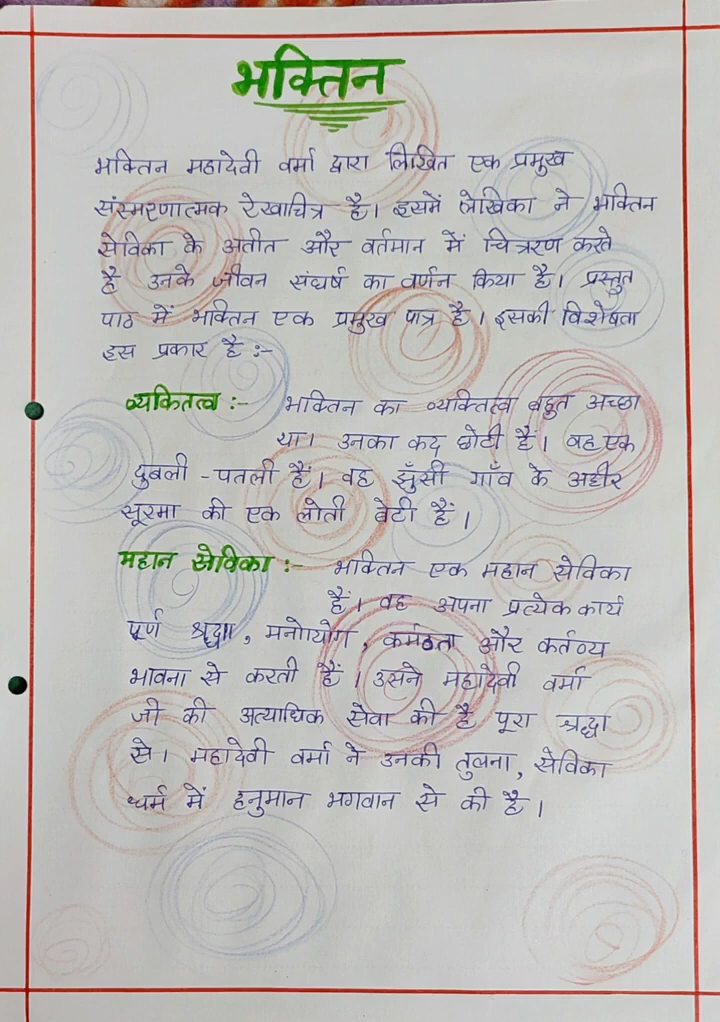 भक्तिन
भक्तिन महादेवी वर्मा द्वारा लिखित एक प्रमुख
संस्मरणात्मक रेखाचित्र है। इसमें लेखिका ने भक्तिन
सेविका के अतीत और वर्तमान में चित्ररण करते
है उनके जीवन संघर्ष का वर्णन किया है। प्रस्तुत
पाठ में भक्तिन एक प्रमुख पात्र है। इसकी विशेषता
इस प्रकार है :-
व्यकितत्व :- भक्तिन का व्यक्तित्व बहुत अच्छा
था। उनका कद छोटी है। वह एक
दुबली - पतली हैं। वह झुँसी गाँव के अहीर
सूरमा की एक लोती बेटी हैं।
महान सेविका :- भक्तिन एक महान सेविका
हैं। वह अपना प्रत्येक कार्य
पूर्ण श्रद्धा, मनोयोग, कर्मठता और कर्तव्य
भावना से करती हैं। उसने महादेवी वर्मा
जी की अत्याधिक सेवा की है पूरा श्रद्धा
से। महादेवी वर्मा ने उनकी तुलना, सेविका
धर्म में हनुमान भगवान से की है।